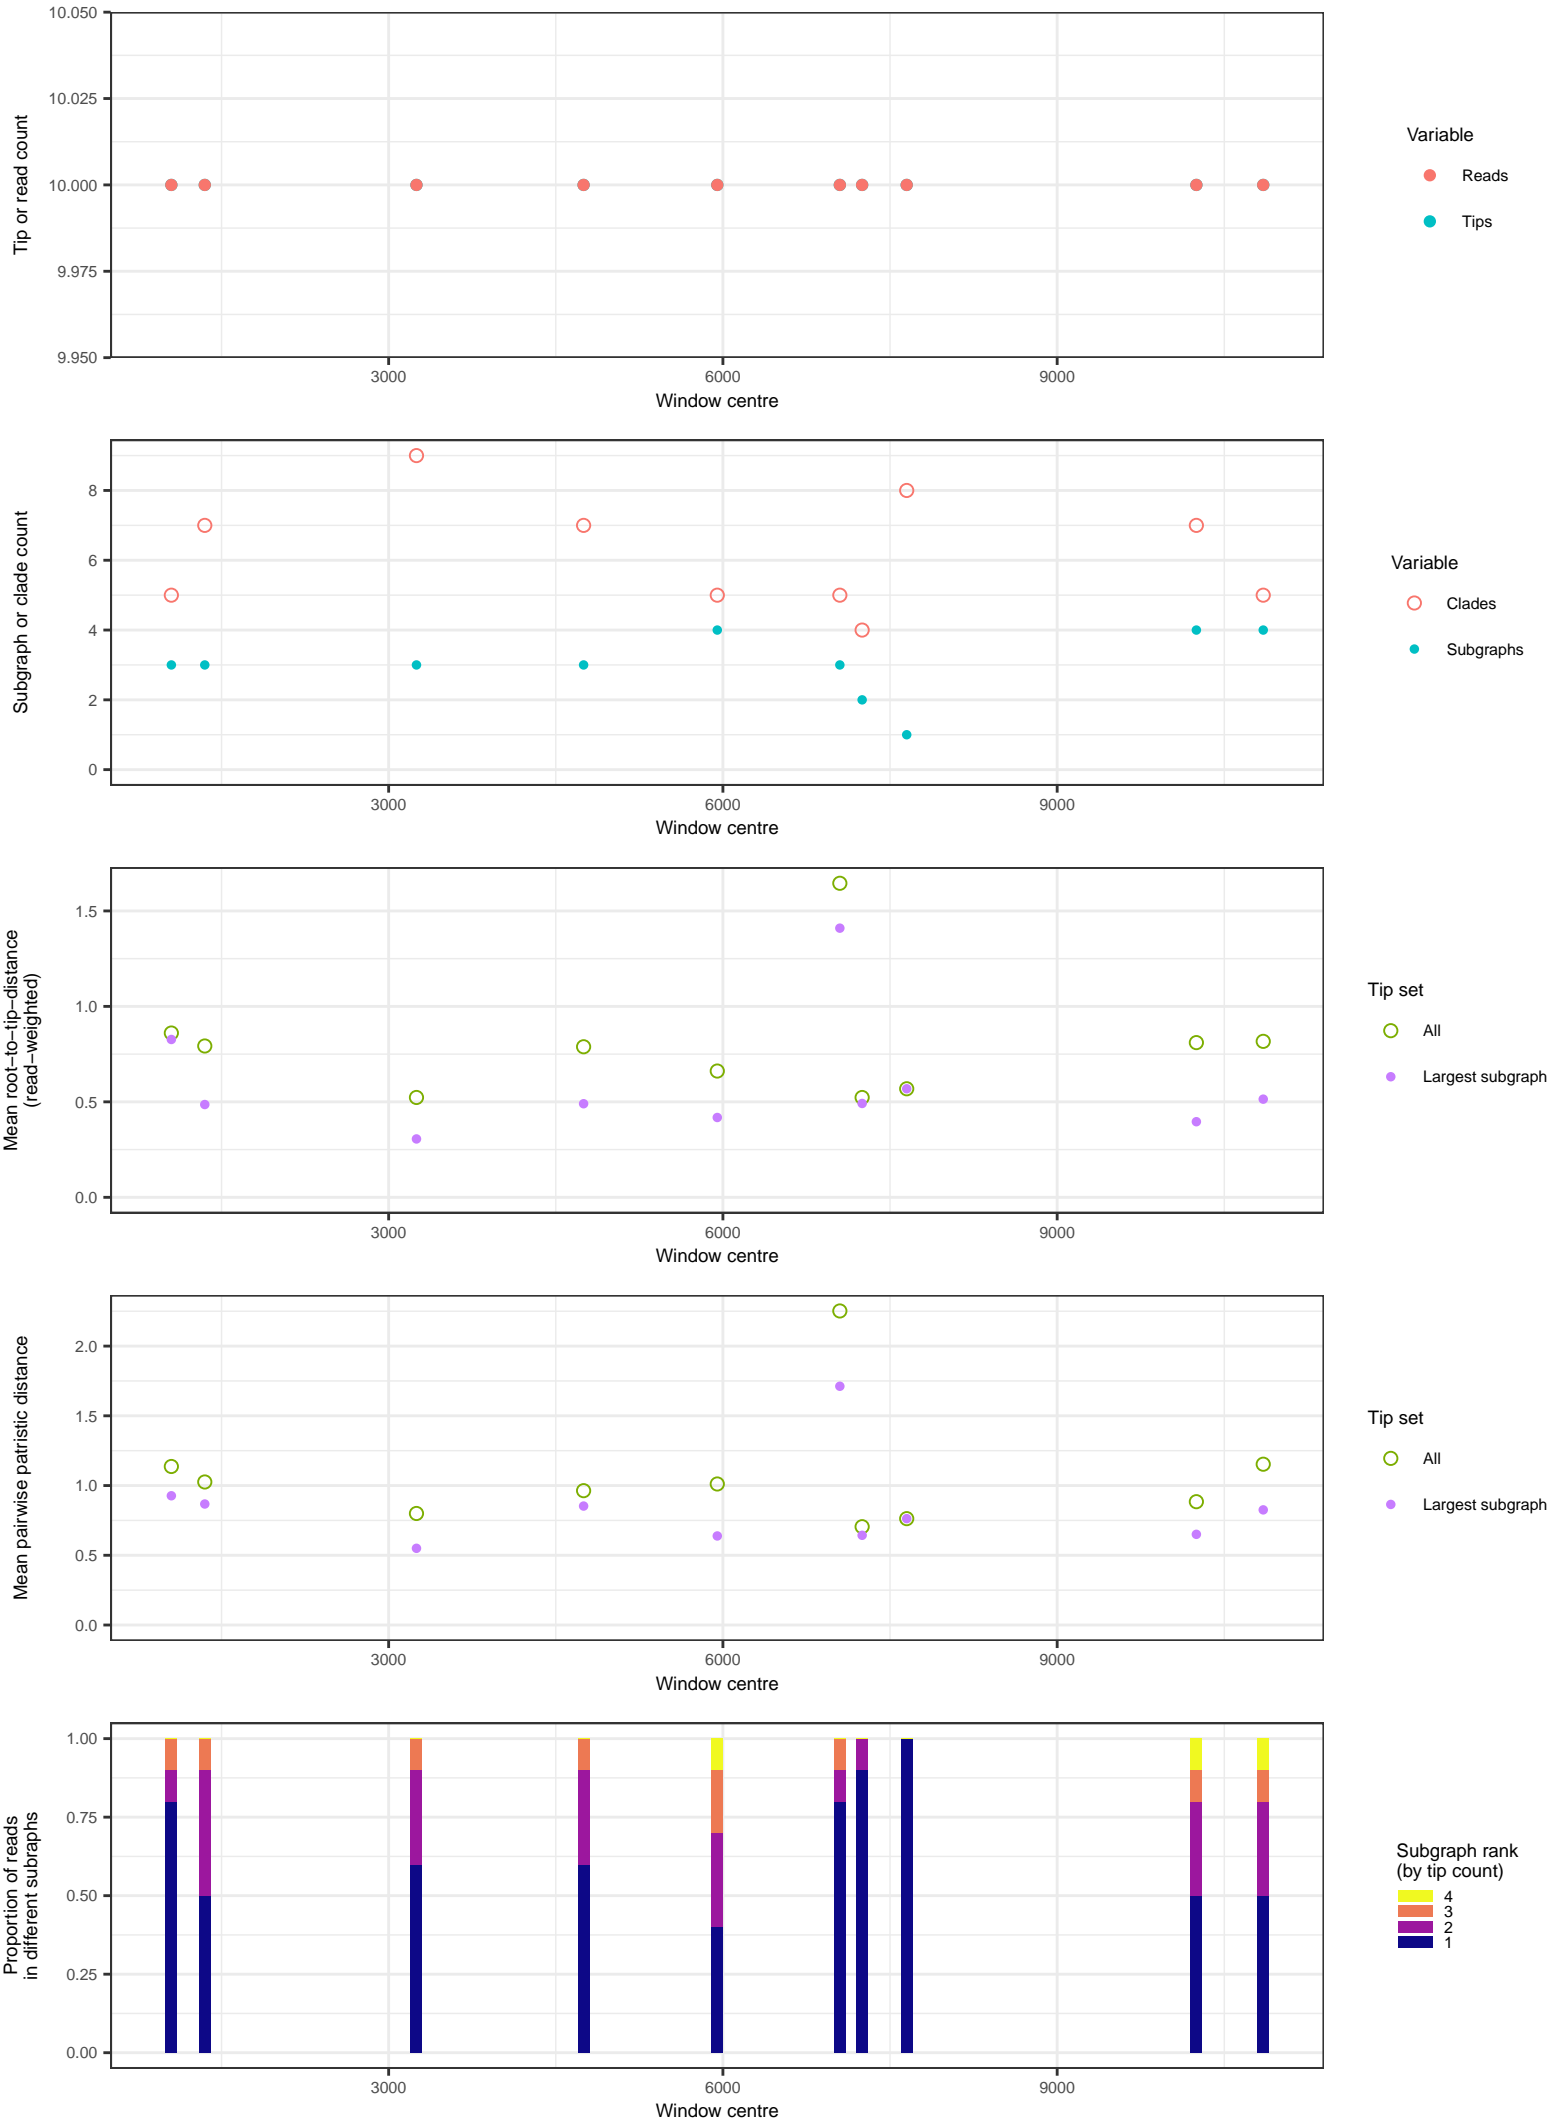 10.050
10.025
10.000
9.975
9.950
Tip or read count
3000
6000
9000
Window centre
Variable
Reads
Tips
8
6
4
2
0
Subgraph or clade count
3000
6000
9000
Window centre
Variable
Clades
Subgraphs
1.5
1.0
0.5
0.0
Mean root−to−tip−distance
(read−weighted)
3000
6000
9000
Window centre
Tip set
All
Largest subgraph
2.0
1.5
1.0
0.5
0.0
Mean pairwise patristic distance
3000
6000
9000
Window centre
Tip set
All
Largest subgraph
1.00
0.75
0.50
0.25
0.00
Proportion of reads
in different subraphs
3000
6000
9000
Window centre
Subgraph rank
(by tip count)
4
3
2
1